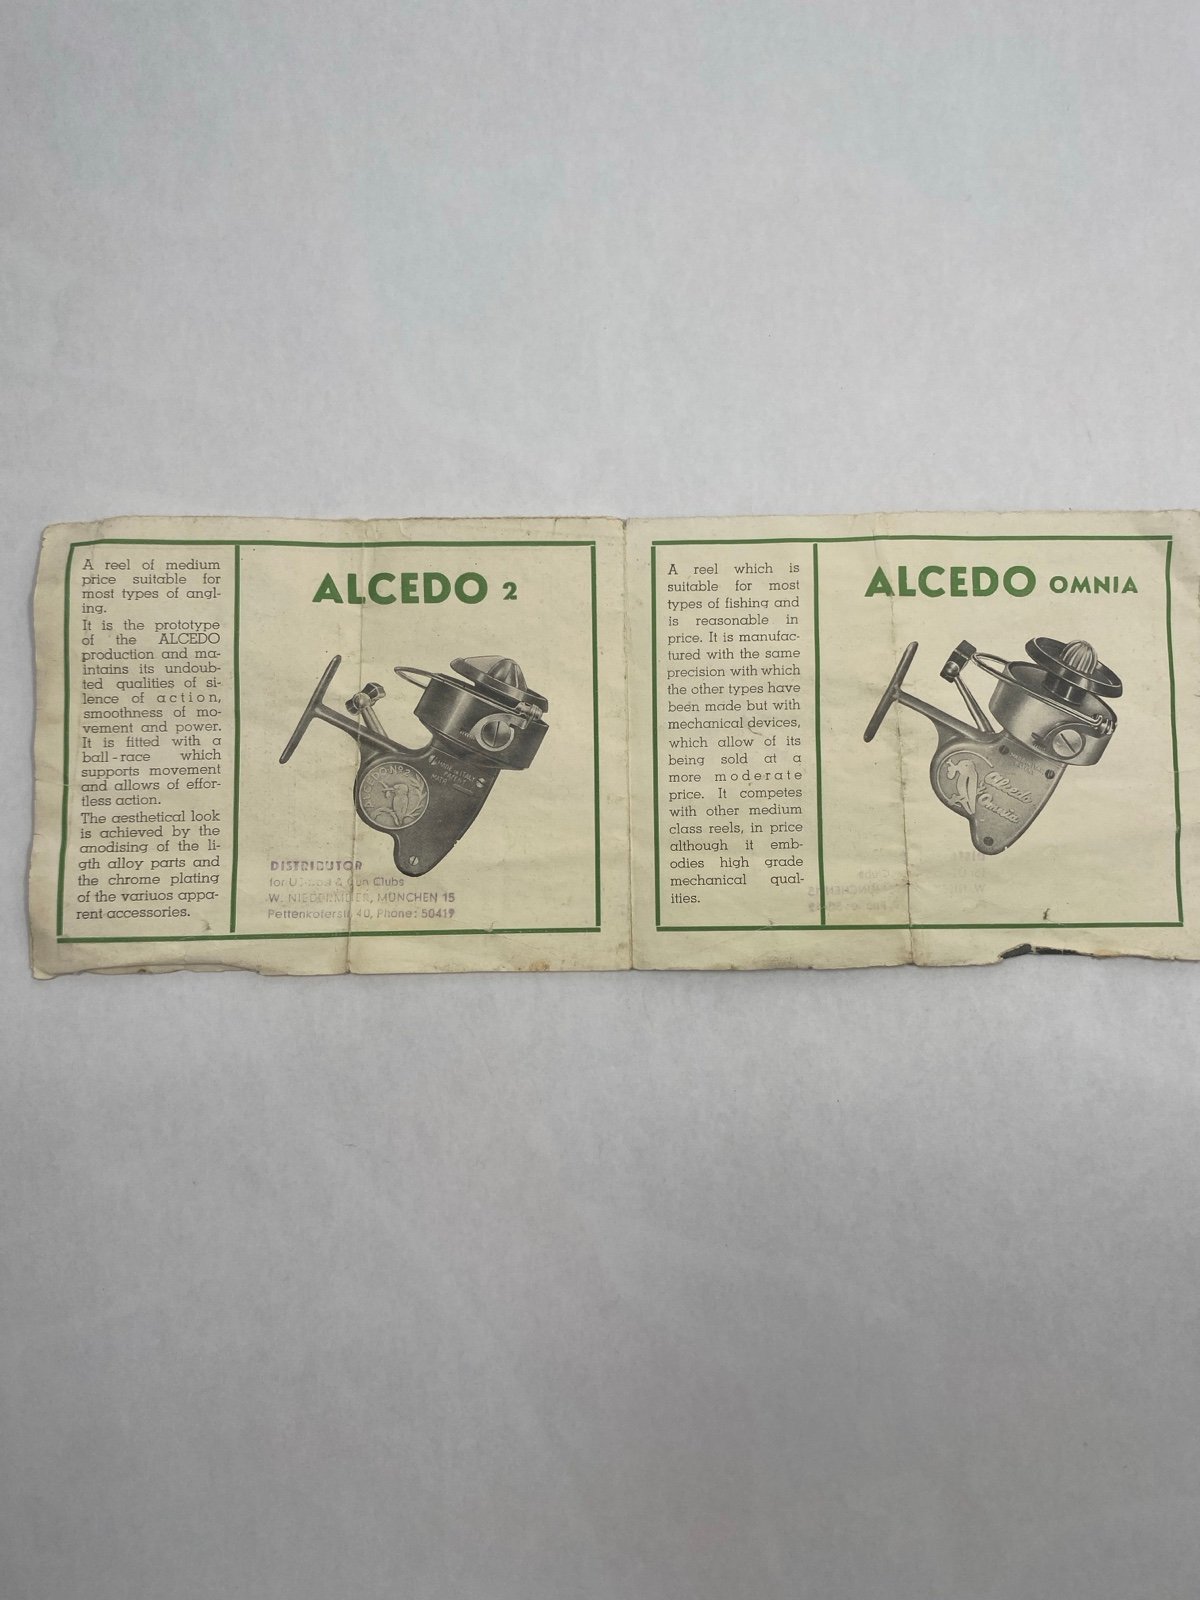 A reel of medium
price suitable for
most types of angl-
ing.
It is the prototype
of the ALCEDO
production and ma-
intains its undoub-
ted qualities of si-
lence of action,
smoothness of mo-
vement and power.
It is fitted with a
ball-race which
supports movement
and allows of effor-
tless action.
The aesthetical look
is achieved by the
anodising of the li-
gth alloy parts and
the chrome plating
of the variuos appa-
rent accessories.
ALCEDO 2
ALCEDO No 2
MADE IN ITALY
DISTRIBUTOR
for Gun Clubs
W. NIEDERMEIER, MÜNCHEN 15
40, Phone: 50419
A reel which is
suitable for most
types of fishing and
is reasonable in
price. It is manufac-
tured with the same
precision with which
the other types have
been made but with
mechanical devices,
which allow of its
being sold at a
more moderate
price. It competes
with other medium
class reels, in price
although it emb-
odies high grade
mechanical qual-
ities.
ALCEDO OMNIA
Alcedo
Omnia